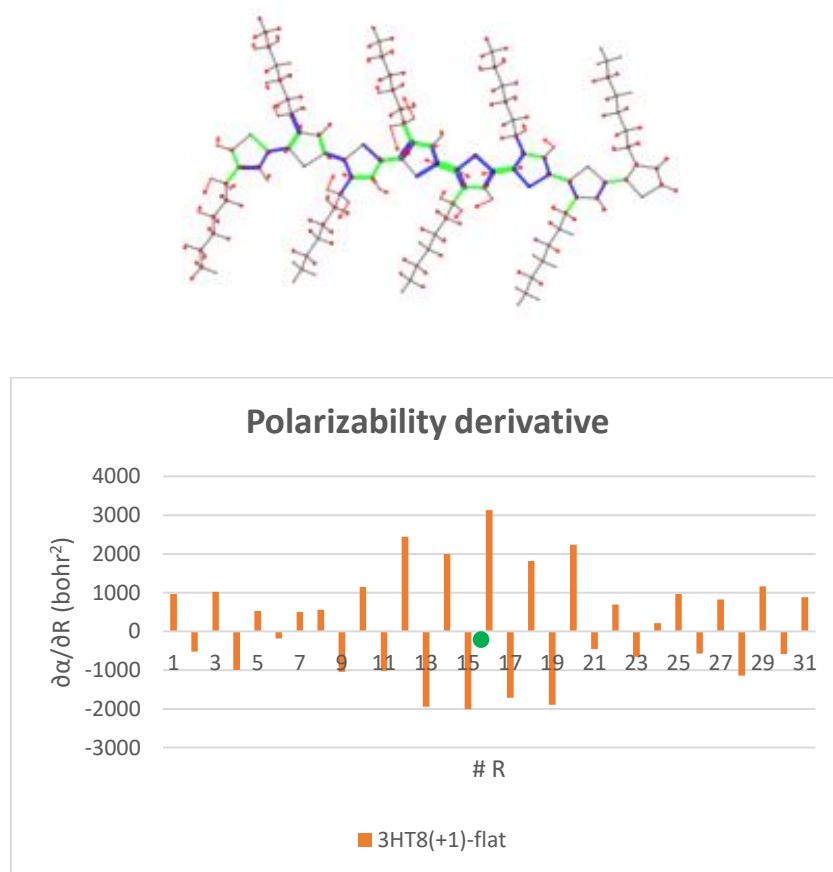 Polarizability derivative
4000
3000
2000
1000
0
-1000
-2000
-3000
∂α/∂R (bohr²)
1 3 5 7 9 11 13 15 17 19 21 23 25 27 29 31
# R
3HT8(+1)-flat